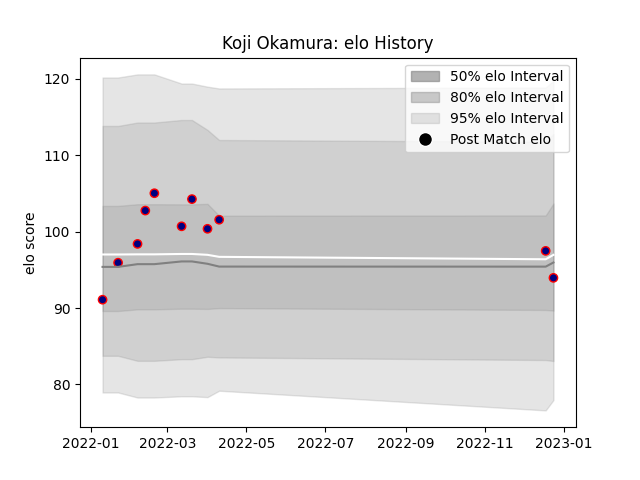 Koji Okamura: elo History
50% elo Interval
80% elo Interval
95% elo Interval
Post Match elo
elo score
120
110
100
90
80
2022-01 2022-03 2022-05 2022-07 2022-09 2022-11 2023-01